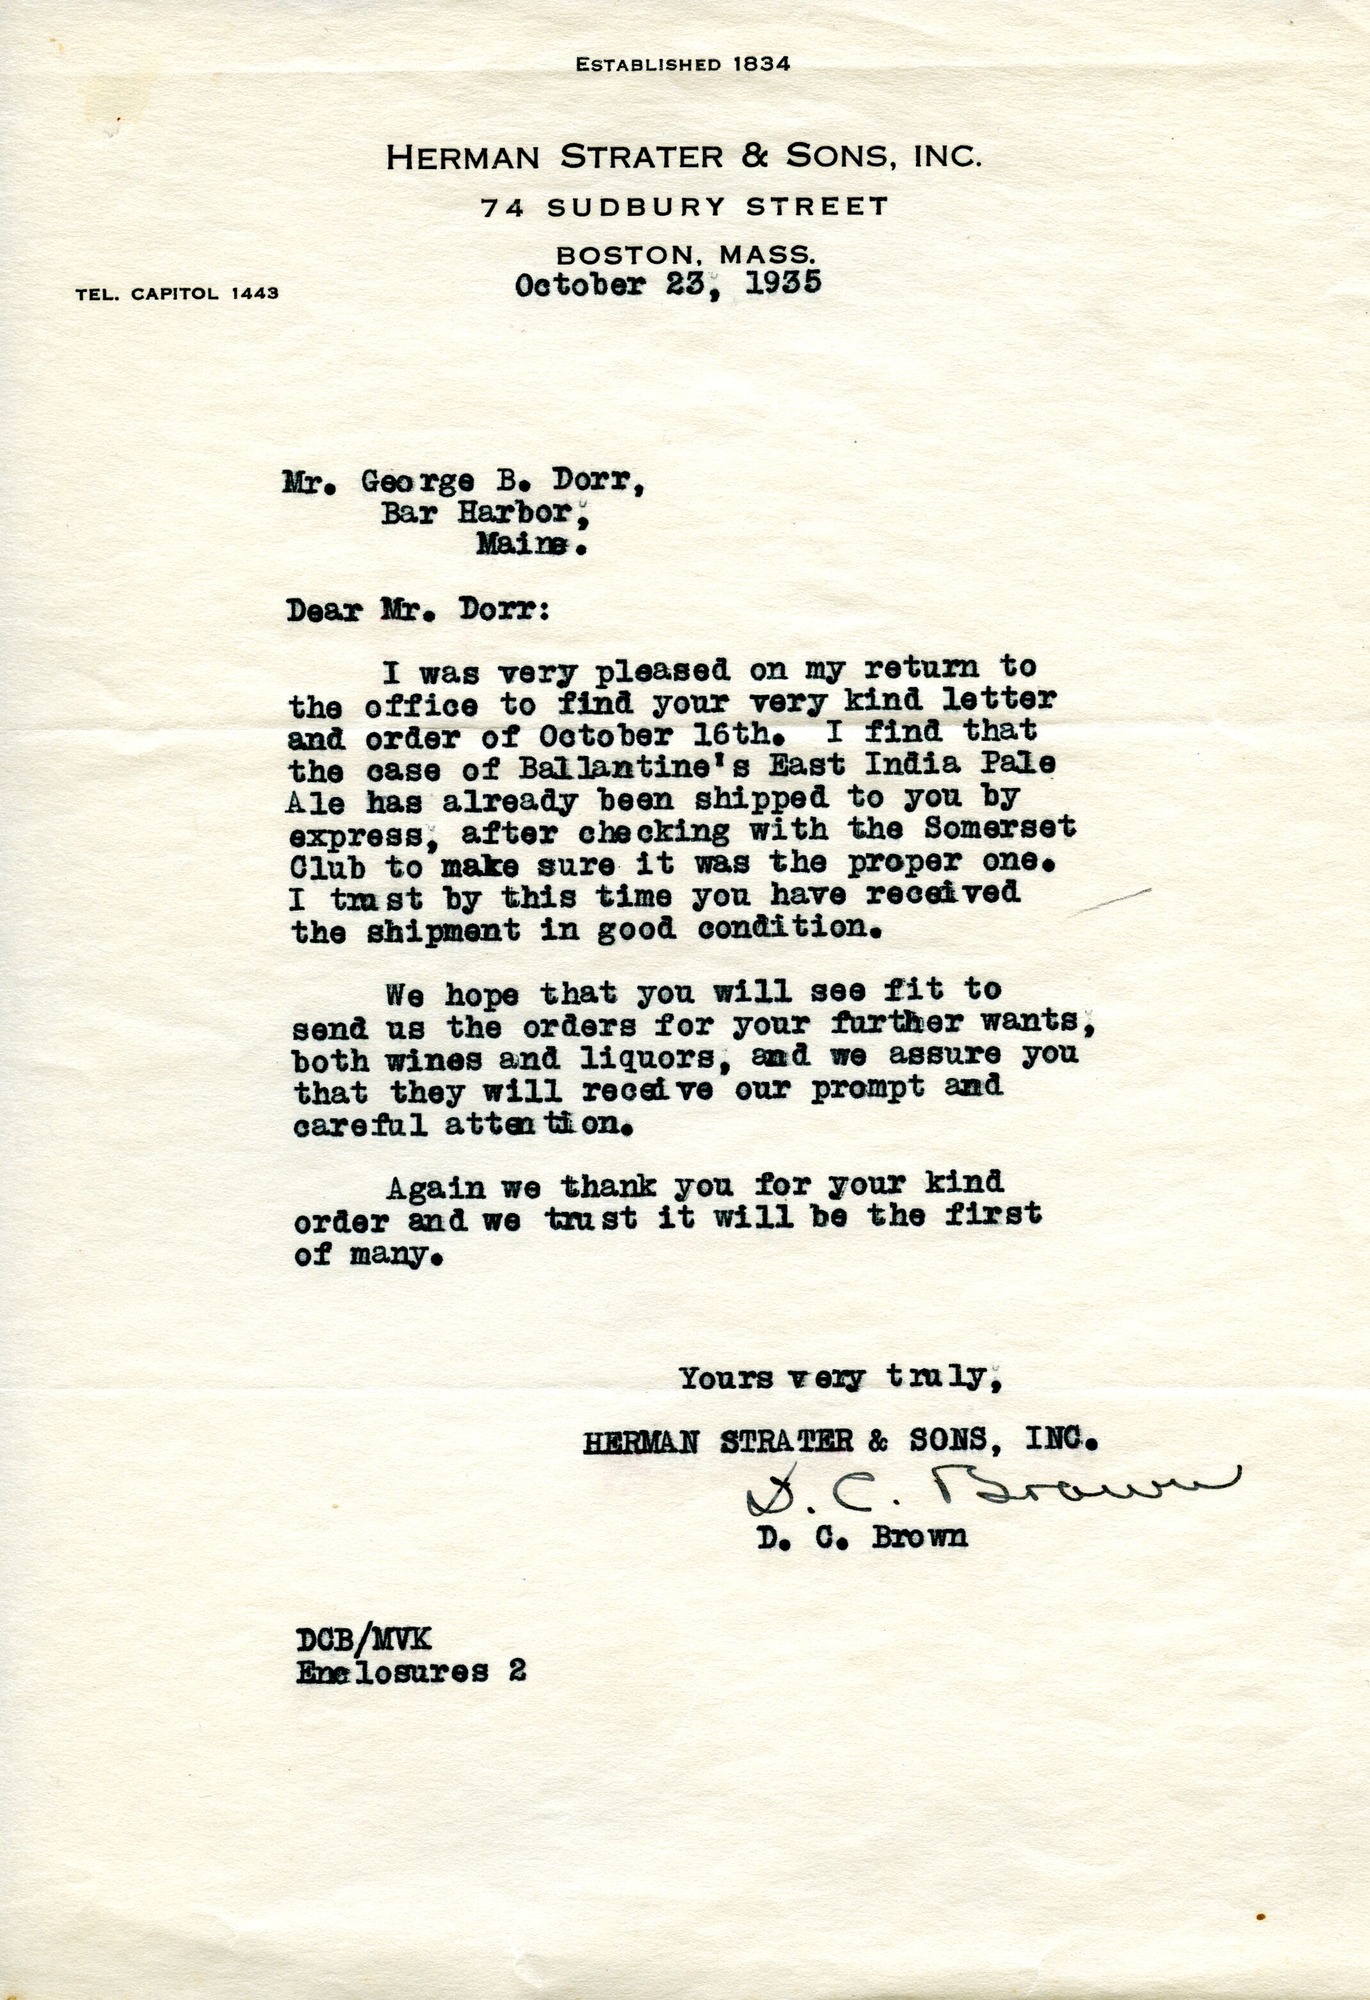 ESTABLISHED 1834
HERMAN STRATER & SONS, INC.
74 SUDBURY STREET
BOSTON, MASS.
TEL. CAPITOL 1443
October 23, 1935
Mr. George B. Dorr,
Bar Harbor,
Maine.
Dear Mr. Dorr:
I was very pleased on my return to
the office to find your very kind letter
and order of October 16th. I find that
the case of Ballantine's East India Pale
Ale has already been shipped to you by
express, after checking with the Somerset
Club to make sure it was the proper one.
I trust by this time you have received
the shipment in good condition.
We hope that you will see fit to
send us the orders for your further wants,
both wines and liquors, and we assure you
that they will receive our prompt and
careful attention.
Again we thank you for your kind
order and we trust it will be the first
of many.
Yours very truly,
HERMAN STRATER & SONS, INC.
D. C. Brown
D. C. Brown
DCB/MVK
Enclosures 2